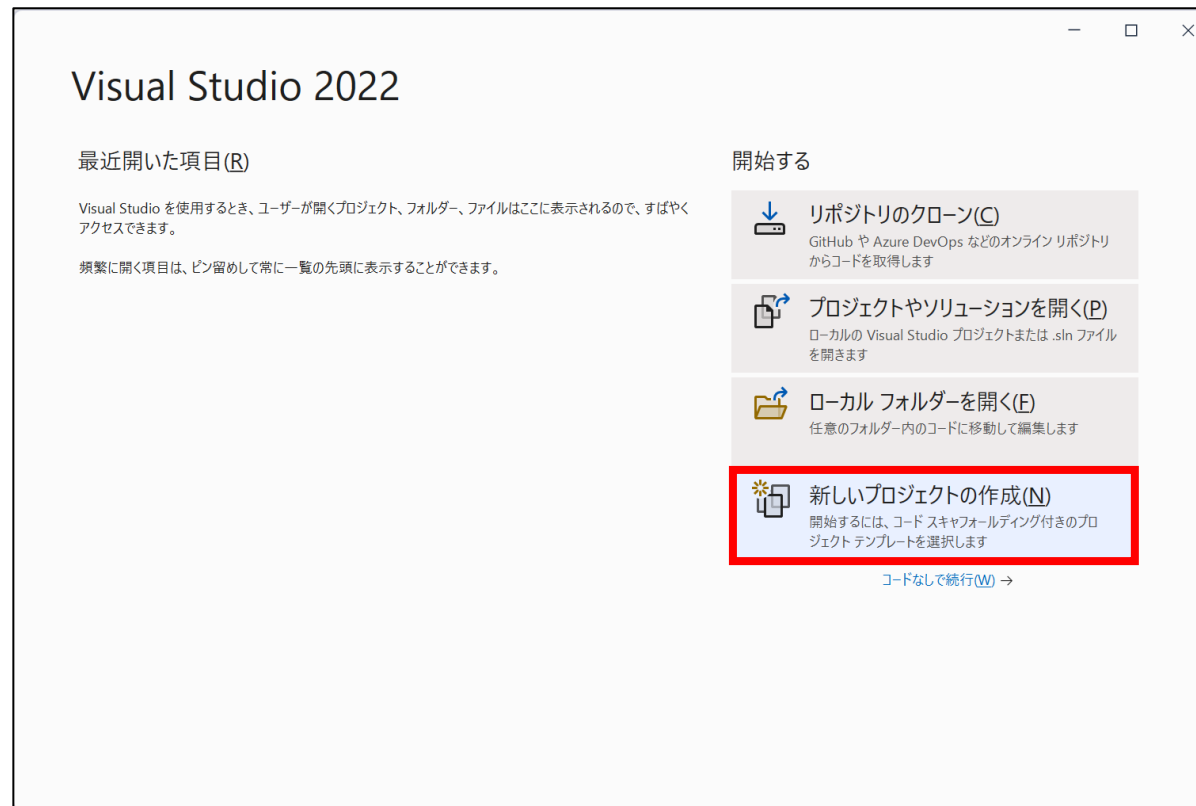 Visual Studio 2022
最近開いた項目(R)
Visual Studio を使用するとき、ユーザーが開くプロジェクト、フォルダー、ファイルはここに表示されるので、すばやく
アクセスできます。
頻繁に開く項目は、ピン留めして常に一覧の先頭に表示することができます。
開始する
リポジトリのクローン(C)
GitHub や Azure DevOps などのオンライン リポジトリ
からコードを取得します
プロジェクトやソリューションを開く(P)
ローカルの Visual Studio プロジェクトまたは .sln ファイル
を開きます
ローカル フォルダーを開く(F)
任意のフォルダー内のコードに移動して編集します
新しいプロジェクトの作成(N)
開始するには、コード スキャフォールディング付きのプロ
ジェクト テンプレートを選択します
コードなしで続行(W) →